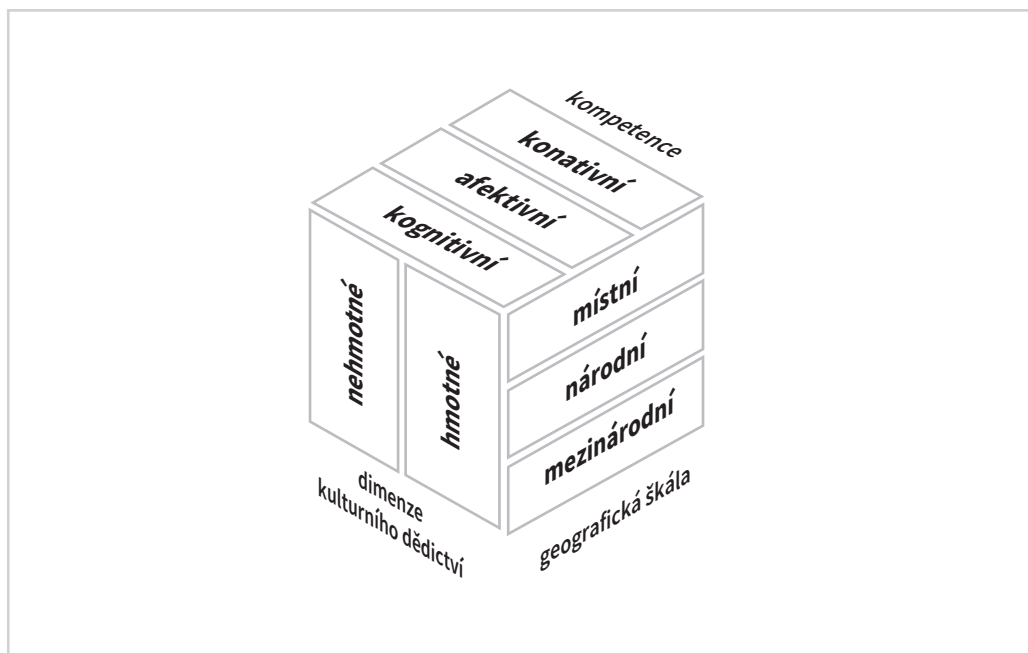 kompetence
konativní
afektivní
kognitivní
nehmotné
hmotné
místní
národní
mezinárodní
dimenze
kulturního dědictví
geografická škála